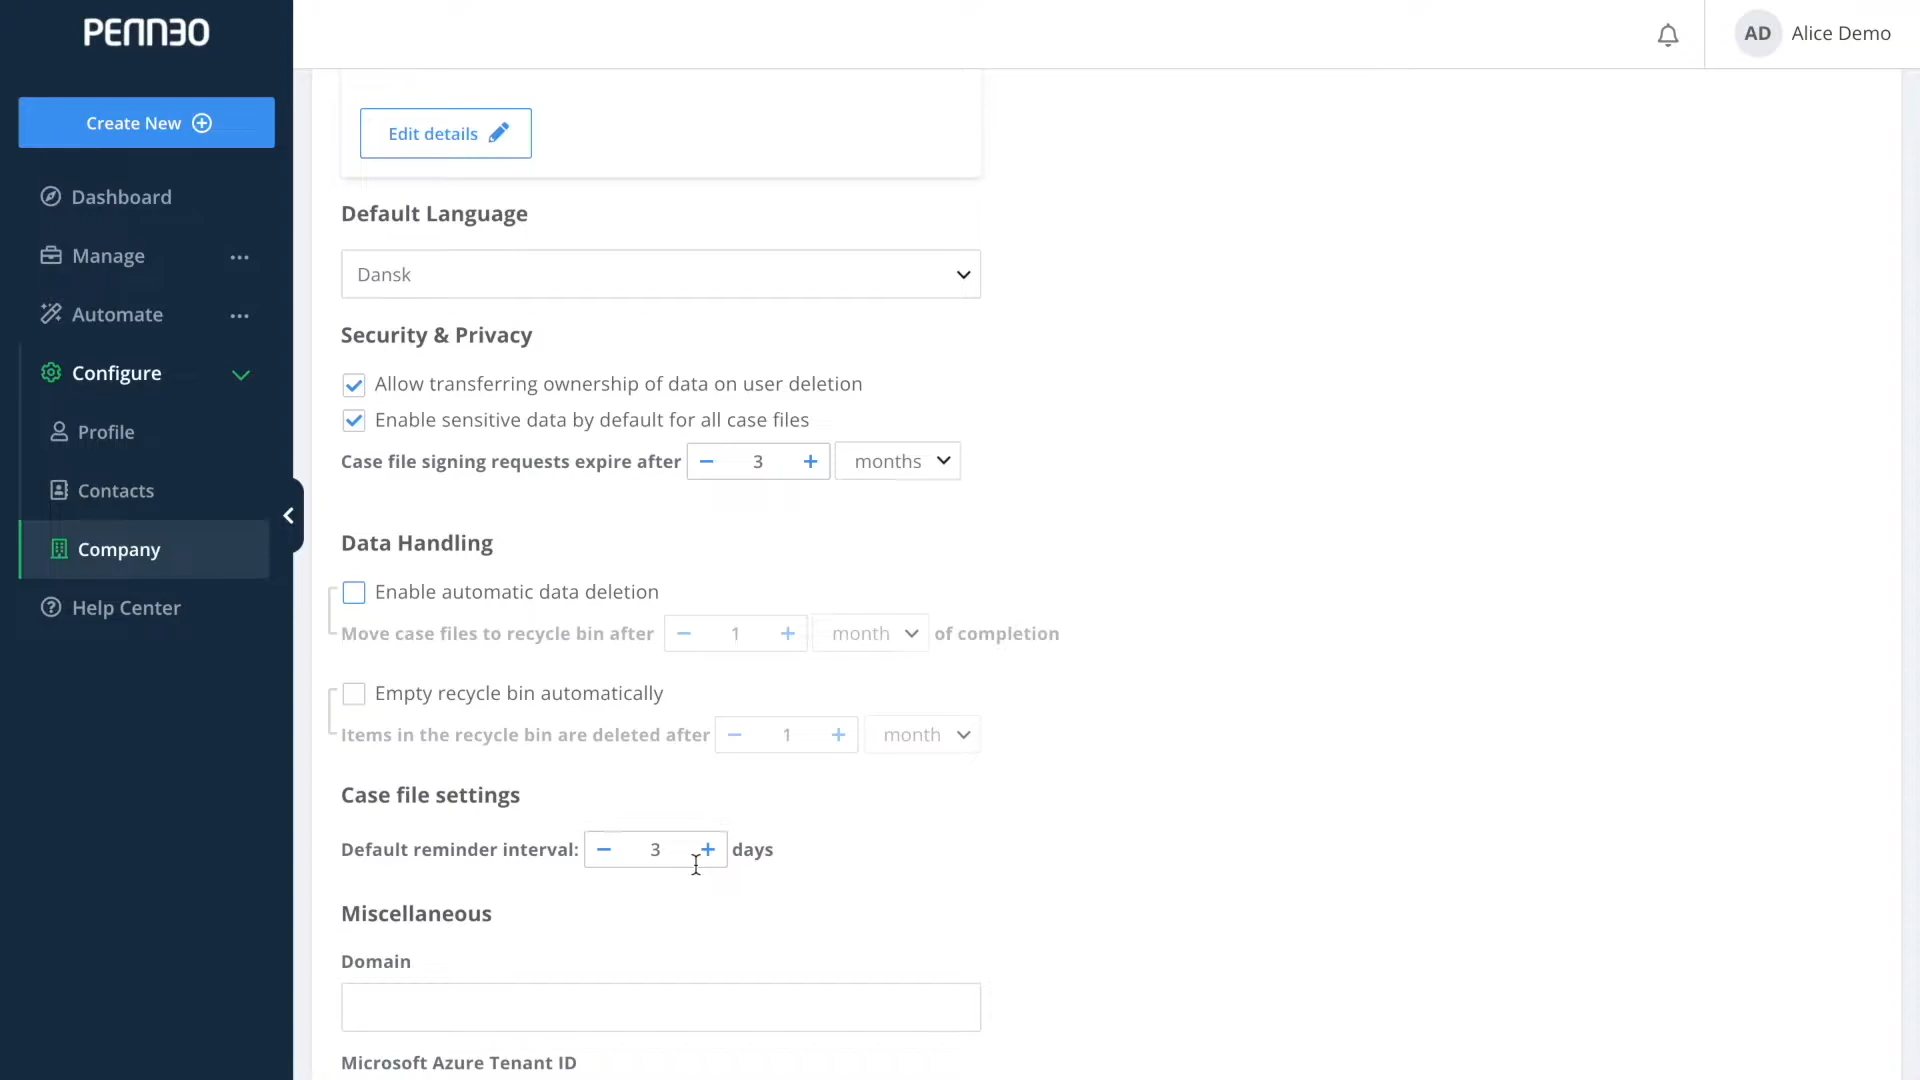 PENNEO
AD Alice Demo
Create New
Edit details
Dashboard
Default Language
Manage
Dansk
Automate
Security & Privacy
Configure
Allow transferring ownership of data on user deletion
Enable sensitive data by default for all case files
Profile
Case file signing requests expire after 3 months
Contacts
Company
Data Handling
Enable automatic data deletion
Help Center
Move case files to recycle bin after 1 month of completion
Empty recycle bin automatically
Items in the recycle bin are deleted after 1 month
Case file settings
Default reminder interval: 3 days
Miscellaneous
Domain
Microsoft Azure Tenant ID